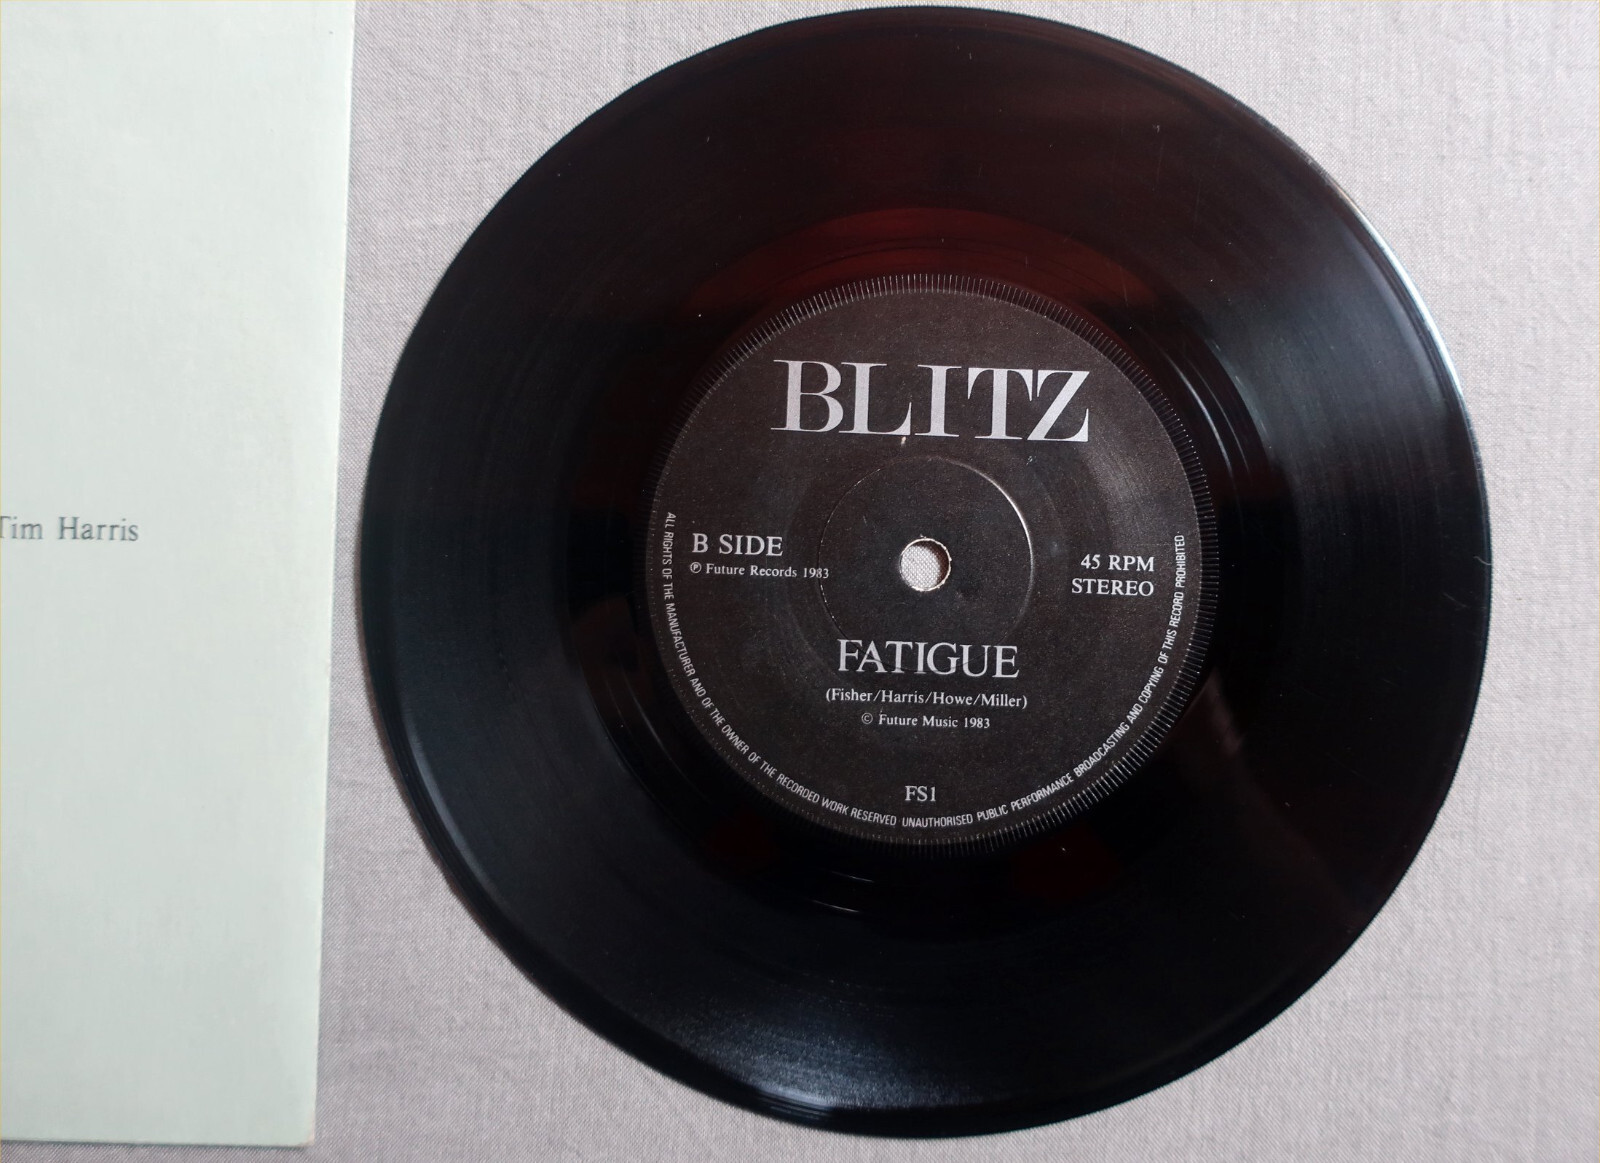 Tim Harris
BLITZ
B SIDE
℗ Future Records 1983
45 RPM
STEREO
FATIGUE
(Fisher/Harris/Howe/Miller)
© Future Music 1983
FS1
ALL RIGHTS OF THE MANUFACTURER AND OF THE OWNER OF THE RECORDED WORK RESERVED UNAUTHORISED PUBLIC PERFORMANCE BROADCASTING AND COPYING OF THIS RECORD PROHIBITED